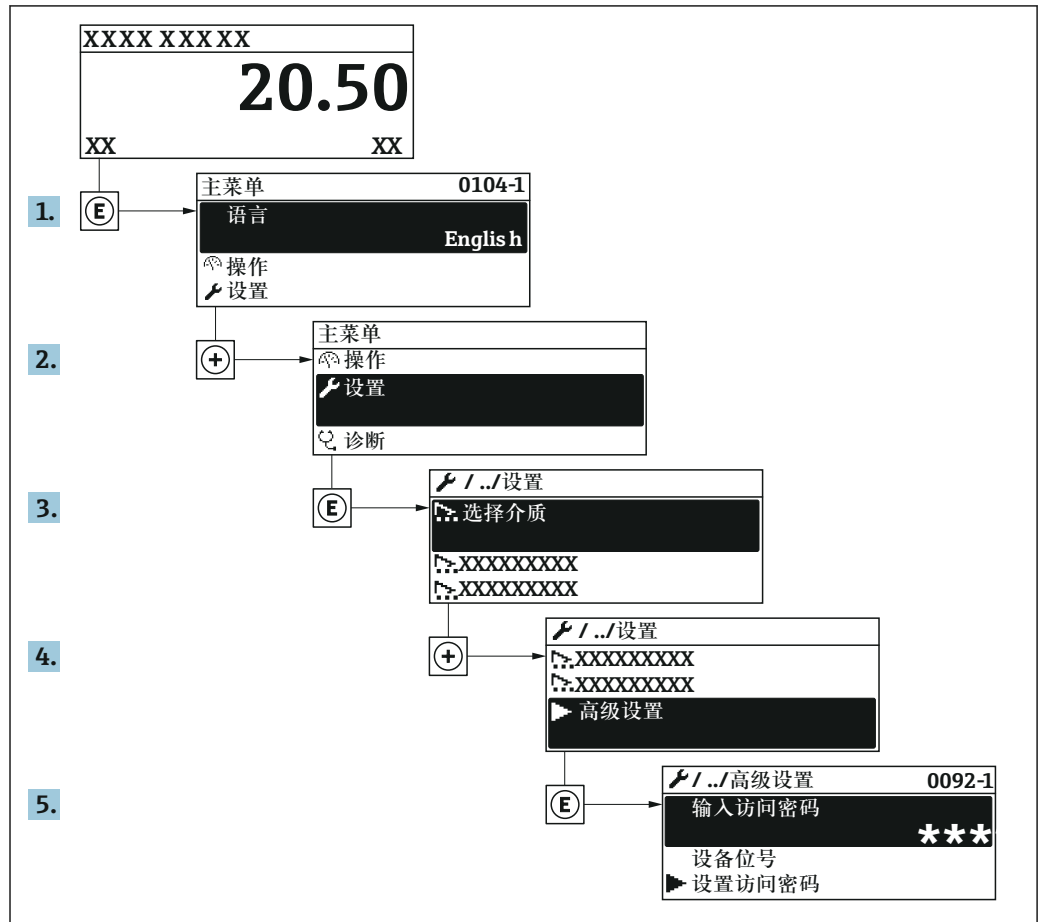 XXXX XXXXX
20.50
XX XX
1. E 主菜单 0104-1
语言
English
操作
设置
2. + 主菜单
操作
设置
诊断
3. E / ../设置
选择介质
XXXXXXXXX
XXXXXXXXX
4. + / ../设置
XXXXXXXXX
XXXXXXXXX
高级设置
5. E / ../高级设置 0092-1
输入访问密码
***
设备位号
设置访问密码